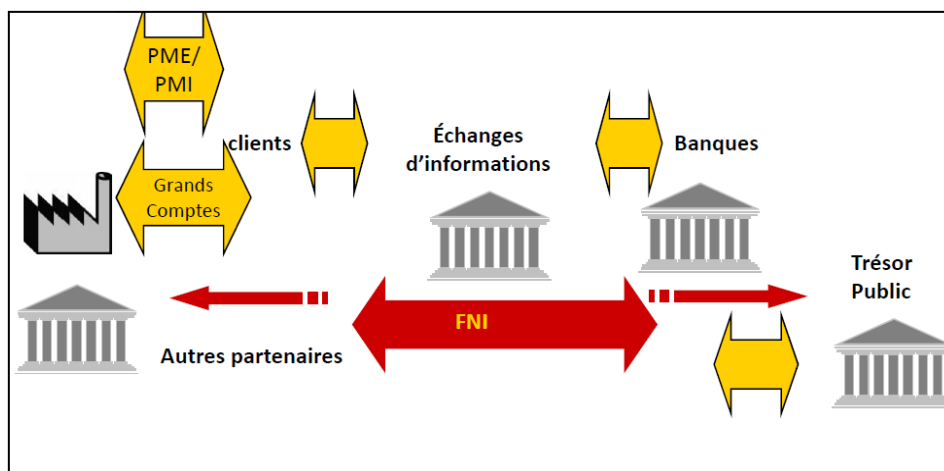 PME/
PMI
clients
Échanges
d'informations
Banques
Grands
Comptes
Trésor
Public
FNI
Autres partenaires